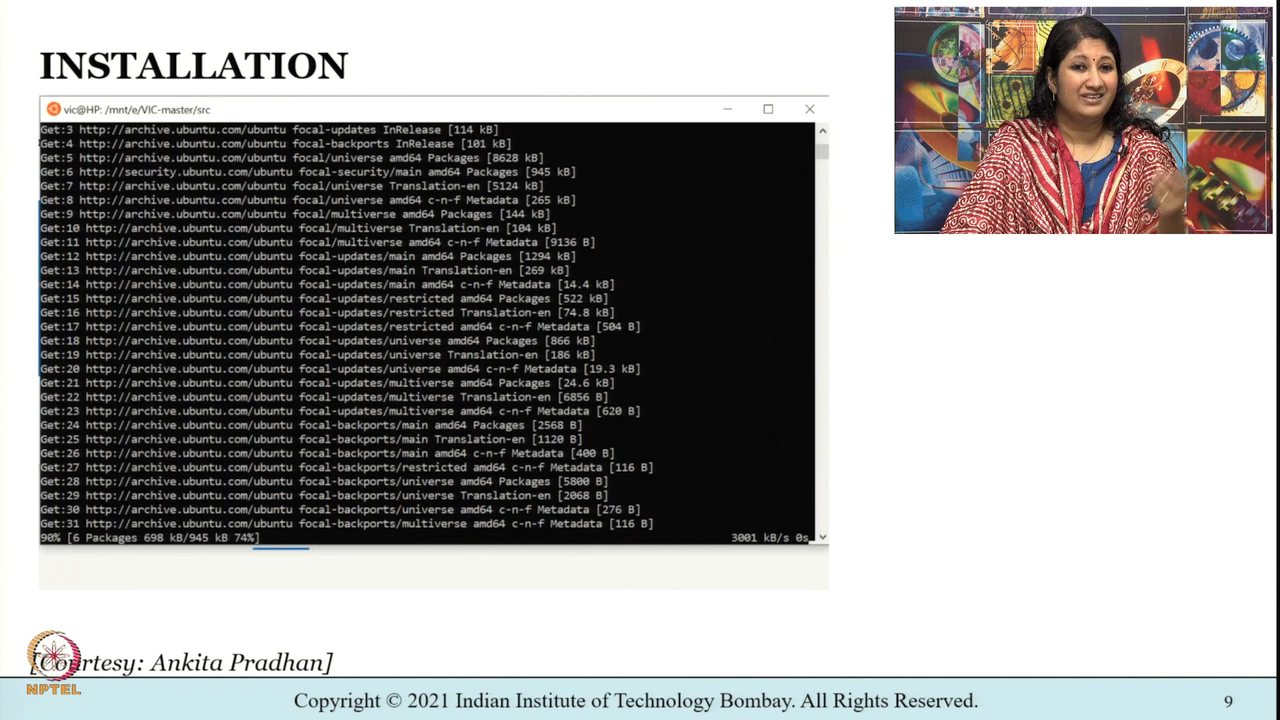 INSTALLATION
vic@HP: /mnt/e/VIC-master/src
Get:3 http://archive.ubuntu.com/ubuntu focal-updates InRelease [114 kB]
Get:4 http://archive.ubuntu.com/ubuntu focal-backports InRelease [101 kB]
Get:5 http://archive.ubuntu.com/ubuntu focal/universe amd64 Packages [8628 kB]
Get:6 http://security.ubuntu.com/ubuntu focal-security/main amd64 Packages [945 kB]
Get:7 http://archive.ubuntu.com/ubuntu focal/universe Translation-en [5124 kB]
Get:8 http://archive.ubuntu.com/ubuntu focal/universe amd64 c-n-f Metadata [265 kB]
Get:9 http://archive.ubuntu.com/ubuntu focal/multiverse amd64 Packages [144 kB]
Get:10 http://archive.ubuntu.com/ubuntu focal/multiverse Translation-en [104 kB]
Get:11 http://archive.ubuntu.com/ubuntu focal/multiverse amd64 c-n-f Metadata [9136 B]
Get:12 http://archive.ubuntu.com/ubuntu focal-updates/main amd64 Packages [1294 kB]
Get:13 http://archive.ubuntu.com/ubuntu focal-updates/main Translation-en [269 kB]
Get:14 http://archive.ubuntu.com/ubuntu focal-updates/main amd64 c-n-f Metadata [14.4 kB]
Get:15 http://archive.ubuntu.com/ubuntu focal-updates/restricted amd64 Packages [522 kB]
Get:16 http://archive.ubuntu.com/ubuntu focal-updates/restricted Translation-en [74.8 kB]
Get:17 http://archive.ubuntu.com/ubuntu focal-updates/restricted amd64 c-n-f Metadata [504 B]
Get:18 http://archive.ubuntu.com/ubuntu focal-updates/universe amd64 Packages [866 kB]
Get:19 http://archive.ubuntu.com/ubuntu focal-updates/universe Translation-en [186 kB]
Get:20 http://archive.ubuntu.com/ubuntu focal-updates/universe amd64 c-n-f Metadata [19.3 kB]
Get:21 http://archive.ubuntu.com/ubuntu focal-updates/multiverse amd64 Packages [24.6 kB]
Get:22 http://archive.ubuntu.com/ubuntu focal-updates/multiverse Translation-en [6856 B]
Get:23 http://archive.ubuntu.com/ubuntu focal-updates/multiverse amd64 c-n-f Metadata [620 B]
Get:24 http://archive.ubuntu.com/ubuntu focal-backports/main amd64 Packages [2568 B]
Get:25 http://archive.ubuntu.com/ubuntu focal-backports/main Translation-en [1120 B]
Get:26 http://archive.ubuntu.com/ubuntu focal-backports/main amd64 c-n-f Metadata [400 B]
Get:27 http://archive.ubuntu.com/ubuntu focal-backports/restricted amd64 c-n-f Metadata [116 B]
Get:28 http://archive.ubuntu.com/ubuntu focal-backports/universe amd64 Packages [5800 B]
Get:29 http://archive.ubuntu.com/ubuntu focal-backports/universe Translation-en [2068 B]
Get:30 http://archive.ubuntu.com/ubuntu focal-backports/universe amd64 c-n-f Metadata [276 B]
Get:31 http://archive.ubuntu.com/ubuntu focal-backports/multiverse amd64 c-n-f Metadata [116 B]
90% [6 Packages 698 kB/945 kB 74%] 3001 kB/s 0s
[Courtesy: Ankita Pradhan]
NPTEL
Copyright © 2021 Indian Institute of Technology Bombay. All Rights Reserved. 9